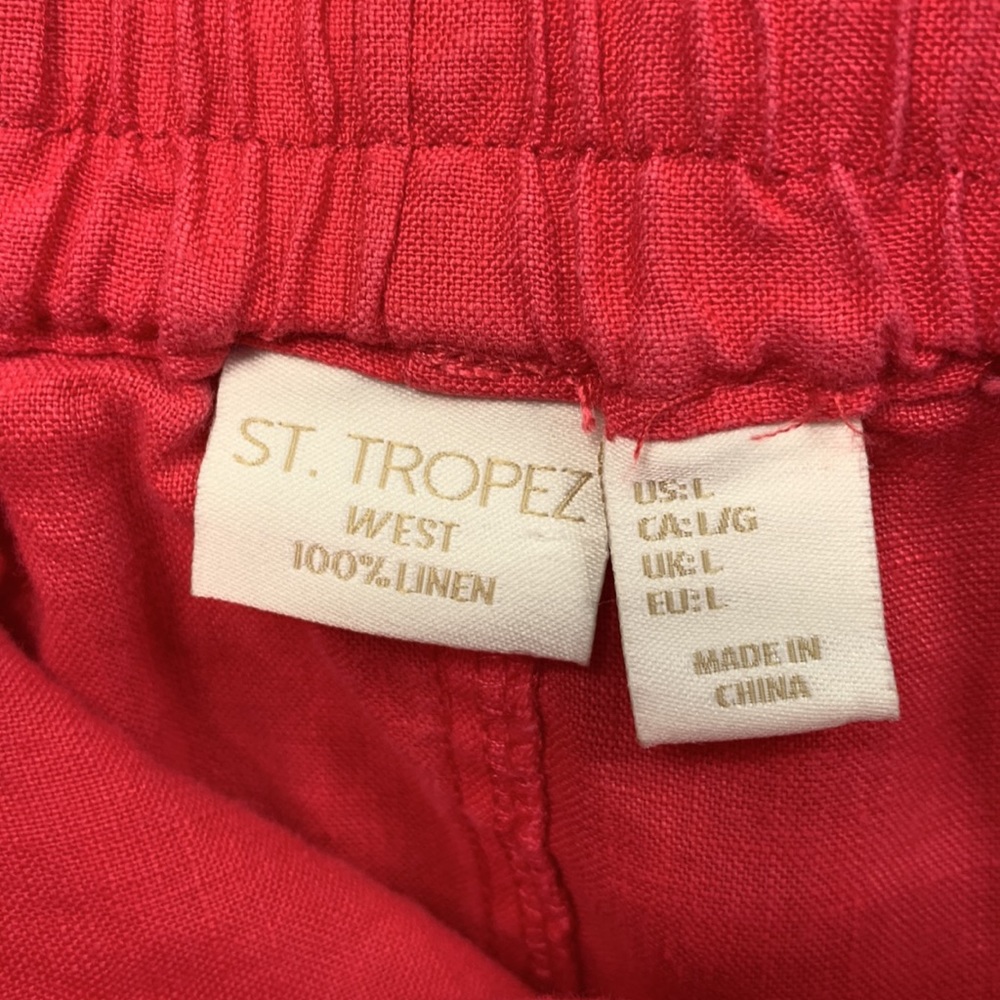 ST. TROPEZ
WEST
100% LINEN
US: L
CA: L/G
UK: L
EU: L
MADE IN
CHINA